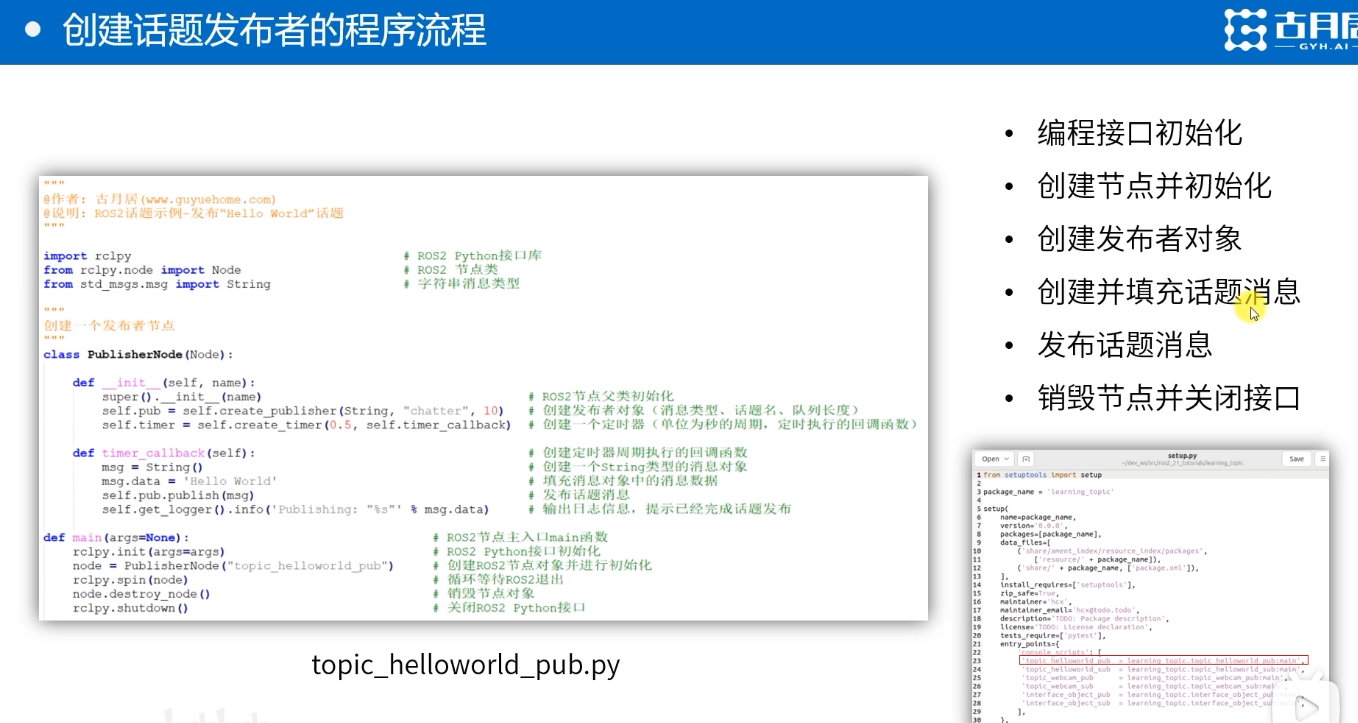 创建话题发布者的程序流程
古月居
GYH.AI
"""
@作者: 古月居(www.guyuehome.com)
@说明: ROS2话题示例-发布“Hello World”话题
"""
import rclpy # ROS2 Python接口库
from rclpy.node import Node # ROS2 节点类
from std_msgs.msg import String # 字符串消息类型
"""
创建一个发布者节点
"""
class PublisherNode(Node):
def __init__(self, name):
super().__init__(name) # ROS2节点父类初始化
self.pub = self.create_publisher(String, "chatter", 10) # 创建发布者对象（消息类型、话题名、队列长度）
self.timer = self.create_timer(0.5, self.timer_callback) # 创建一个定时器（单位为秒的周期，定时执行的回调函数）
def timer_callback(self): # 创建定时器周期执行的回调函数
msg = String() # 创建一个String类型的消息对象
msg.data = 'Hello World' # 填充消息对象中的消息数据
self.pub.publish(msg) # 发布话题消息
self.get_logger().info('Publishing: "%s"' % msg.data) # 输出日志信息，提示已经完成话题发布
def main(args=None): # ROS2节点主入口main函数
rclpy.init(args=args) # ROS2 Python接口初始化
node = PublisherNode("topic_helloworld_pub") # 创建ROS2节点对象并进行初始化
rclpy.spin(node) # 循环等待ROS2退出
node.destroy_node() # 销毁节点对象
rclpy.shutdown() # 关闭ROS2 Python接口
topic_helloworld_pub.py
• 编程接口初始化
• 创建节点并初始化
• 创建发布者对象
• 创建并填充话题消息
• 发布话题消息
• 销毁节点并关闭接口
Open setup.py Save
~/dev_ws/src/ros2_21_tutorials/learning_topic
1 from setuptools import setup
2
3 package_name = 'learning_topic'
4
5 setup(
6 name=package_name,
7 version='0.0.0',
8 packages=[package_name],
9 data_files=[
10 ('share/ament_index/resource_index/packages',
11 ['resource/' + package_name]),
12 ('share/' + package_name, ['package.xml']),
13 ],
14 install_requires=['setuptools'],
15 zip_safe=True,
16 maintainer='hcx',
17 maintainer_email='hcx@todo.todo',
18 description='TODO: Package description',
19 license='TODO: License declaration',
20 tests_require=['pytest'],
21 entry_points={
22 'console_scripts': [
23 'topic_helloworld_pub = learning_topic.topic_helloworld_pub:main',
24 'topic_helloworld_sub = learning_topic.topic_helloworld_sub:main',
25 'topic_webcam_pub = learning_topic.topic_webcam_pub:main',
26 'topic_webcam_sub = learning_topic.topic_webcam_sub:
27 'interface_object_pub = learning_topic.interface_object_pub:
28 'interface_object_sub = learning_topic.interface_object_sub:
29 ],
30 },